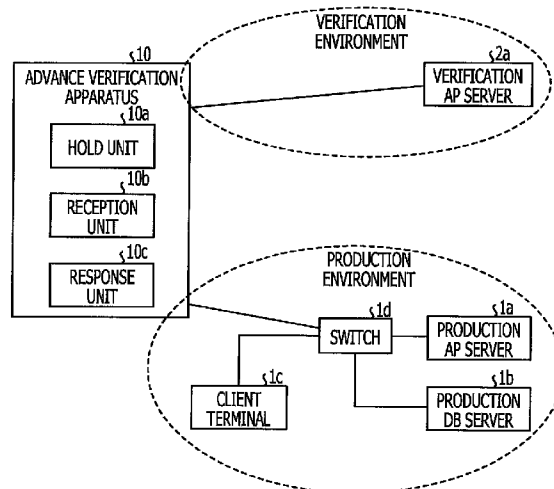 VERIFICATION
ENVIRONMENT
10
ADVANCE VERIFICATION
APPARATUS
2a
VERIFICATION
AP SERVER
10a
HOLD UNIT
10b
RECEPTION
UNIT
10c
RESPONSE
UNIT
PRODUCTION
ENVIRONMENT
1d
SWITCH
1a
PRODUCTION
AP SERVER
1c
CLIENT
TERMINAL
1b
PRODUCTION
DB SERVER